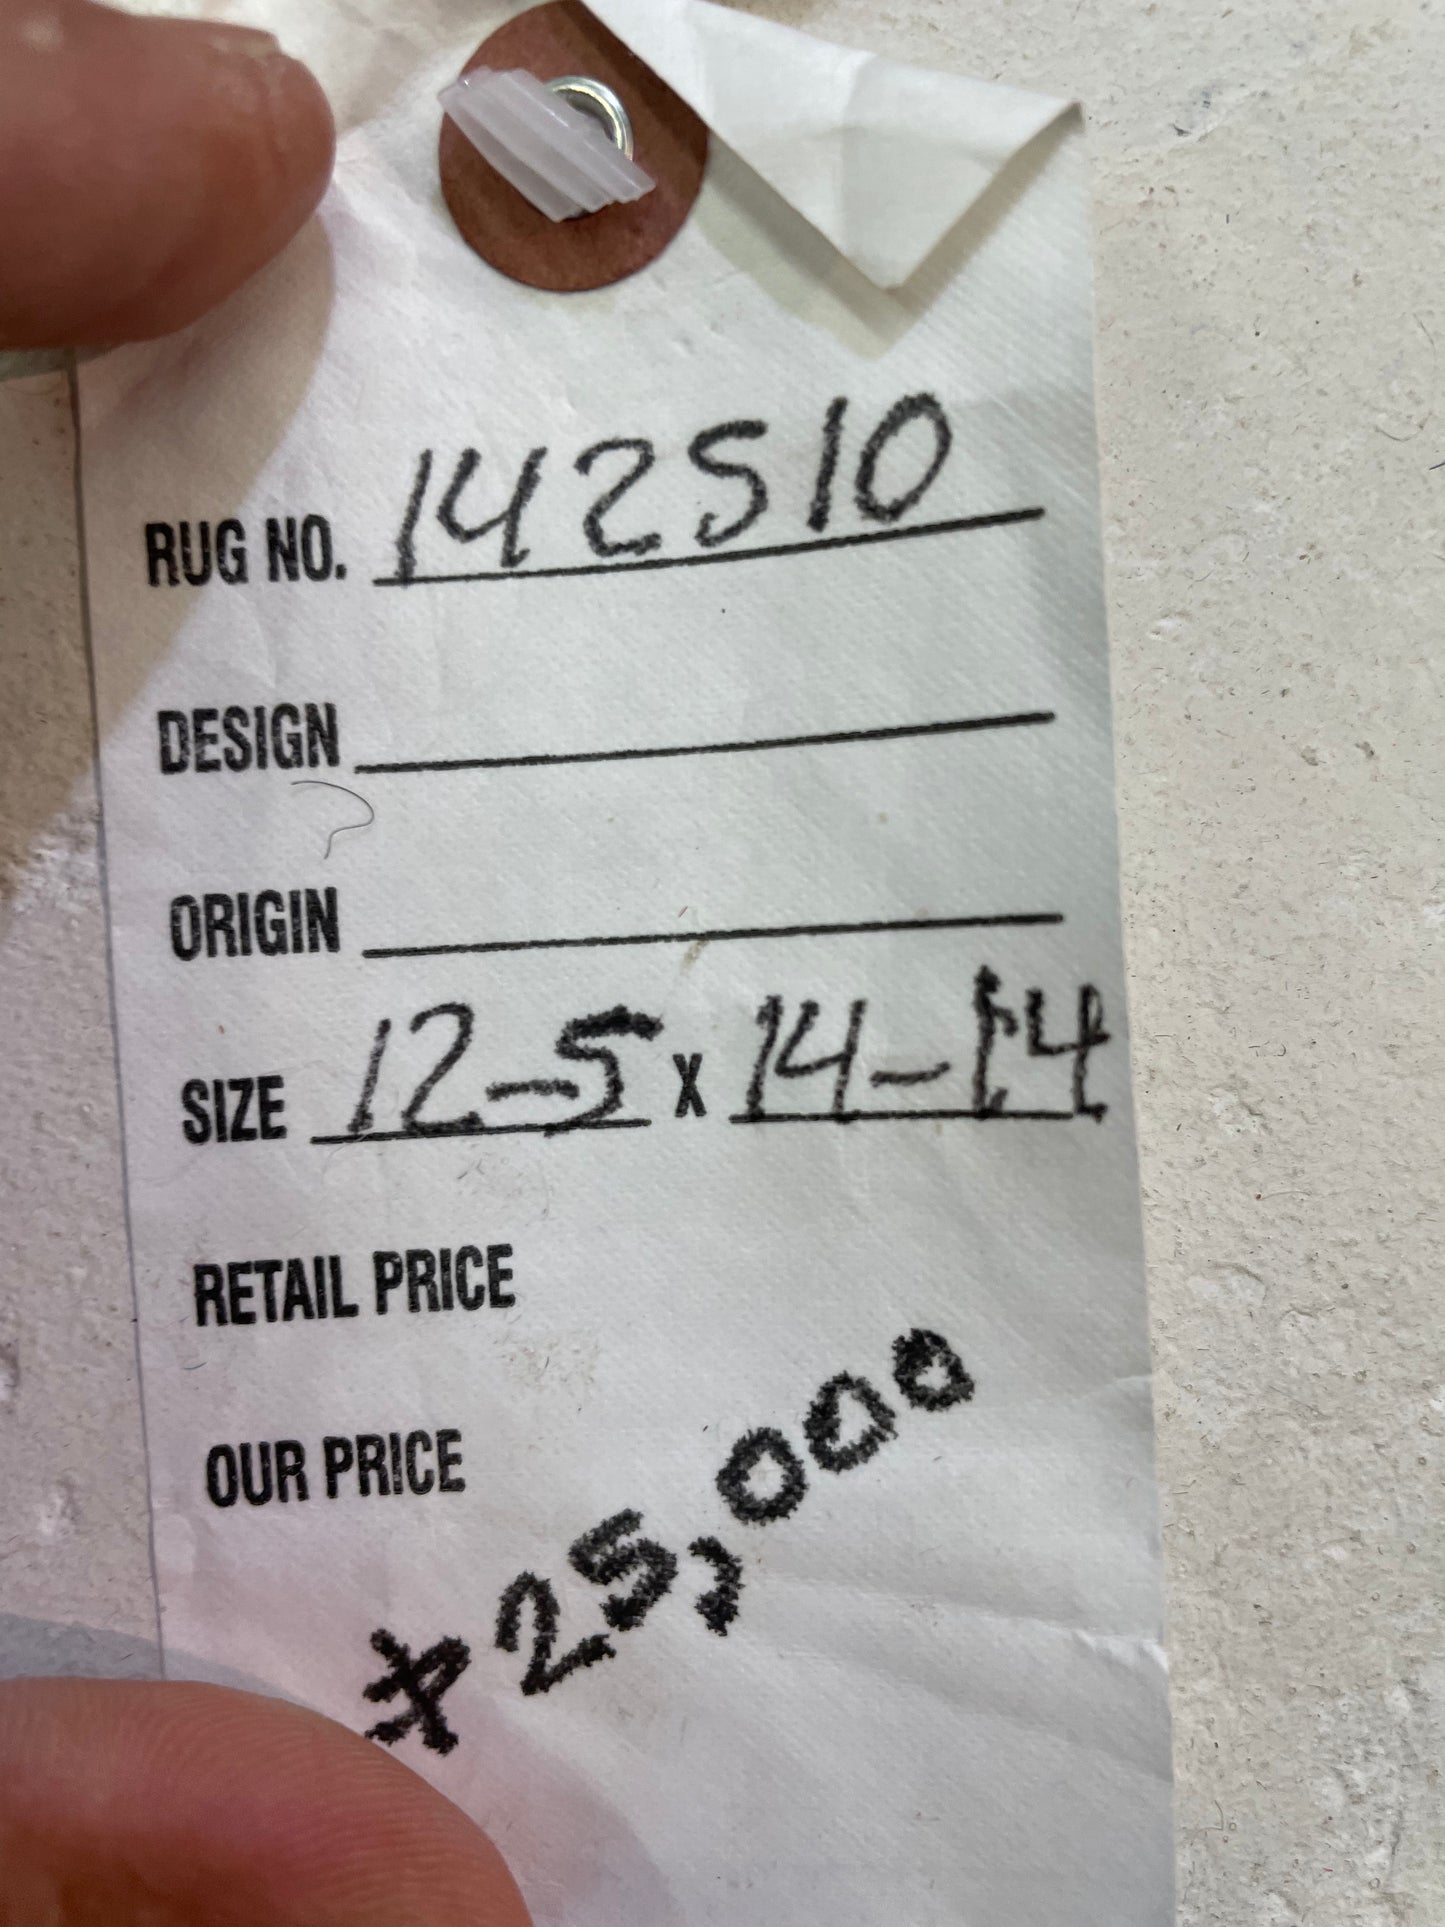 RUG NO. 142510
DESIGN
ORIGIN
SIZE 12-5 X 14-14
RETAIL PRICE
OUR PRICE
$25,000